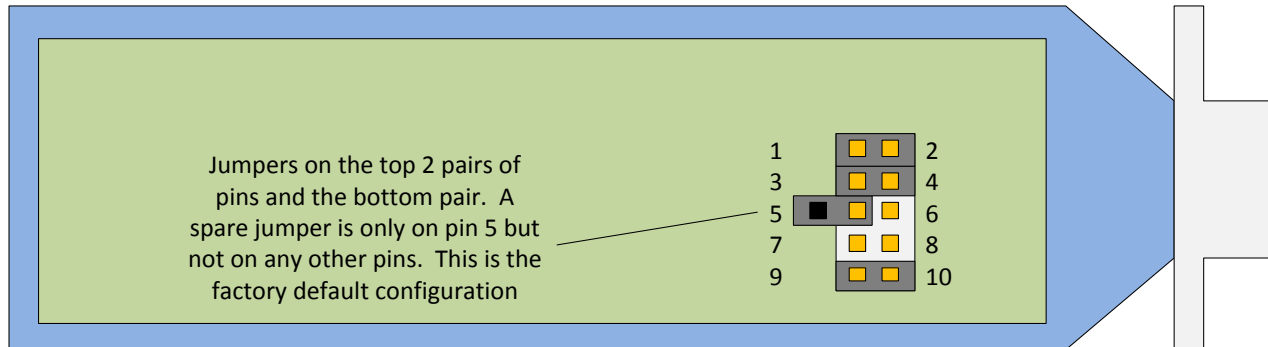 Jumpers on the top 2 pairs of
pins and the bottom pair.  A
spare jumper is only on pin 5 but
not on any other pins.  This is the
factory default configuration
1 2
3 4
5 6
7 8
9 10